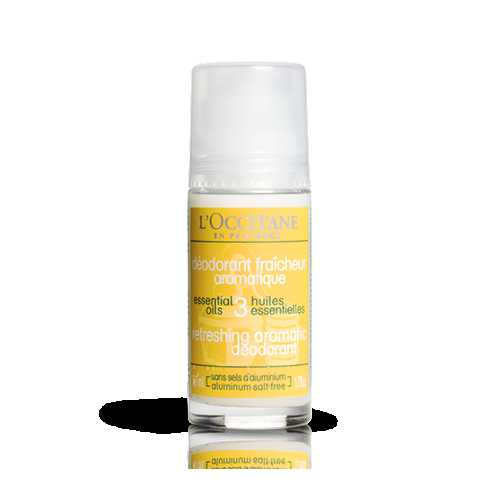 L'OCCITANE
EN PROVENCE
déodorant fraîcheur
aromatique
essential 3 huiles
oils essentielles
refreshing aromatic
deodorant
sans sels d'aluminium
aluminum salt free